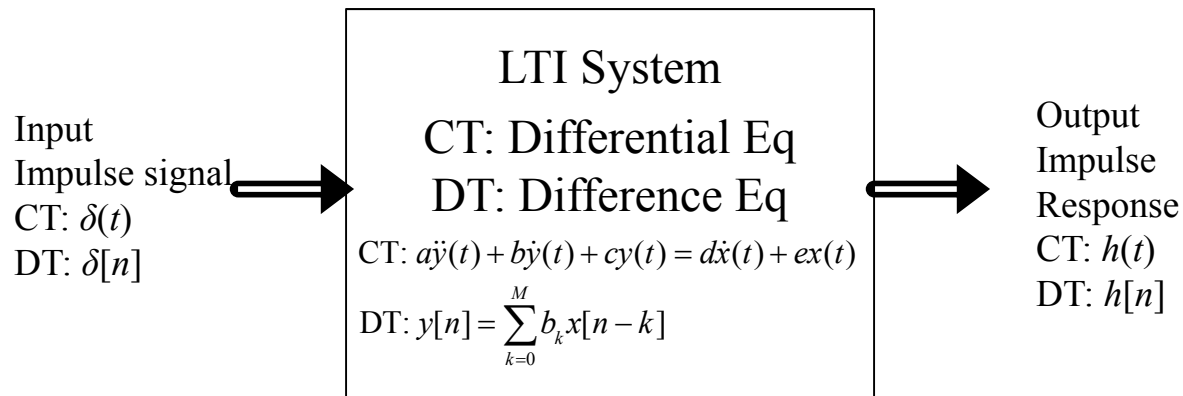 Input
Impulse signal
CT: δ(t)
DT: δ[n]
LTI System
CT: Differential Eq
DT: Difference Eq
CT: aÿ(t) + bẏ(t) + cy(t) = dẋ(t) + ex(t)
DT: y[n] = ∑_{k=0}^{M} b_k x[n − k]
Output
Impulse
Response
CT: h(t)
DT: h[n]